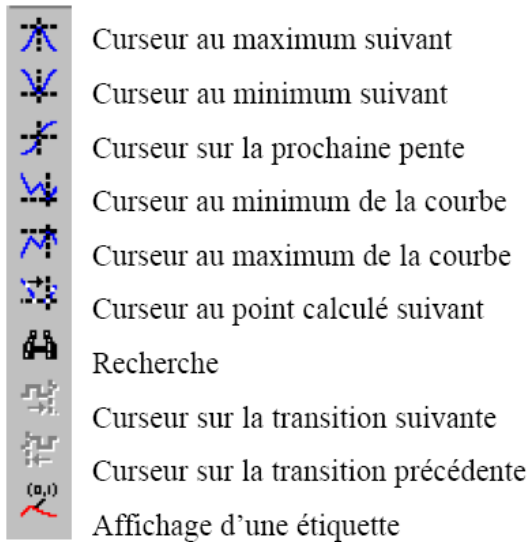 Curseur au maximum suivant
Curseur au minimum suivant
Curseur sur la prochaine pente
Curseur au minimum de la courbe
Curseur au maximum de la courbe
Curseur au point calculé suivant
Recherche
Curseur sur la transition suivante
Curseur sur la transition précédente
(0,1)
Affichage d'une étiquette